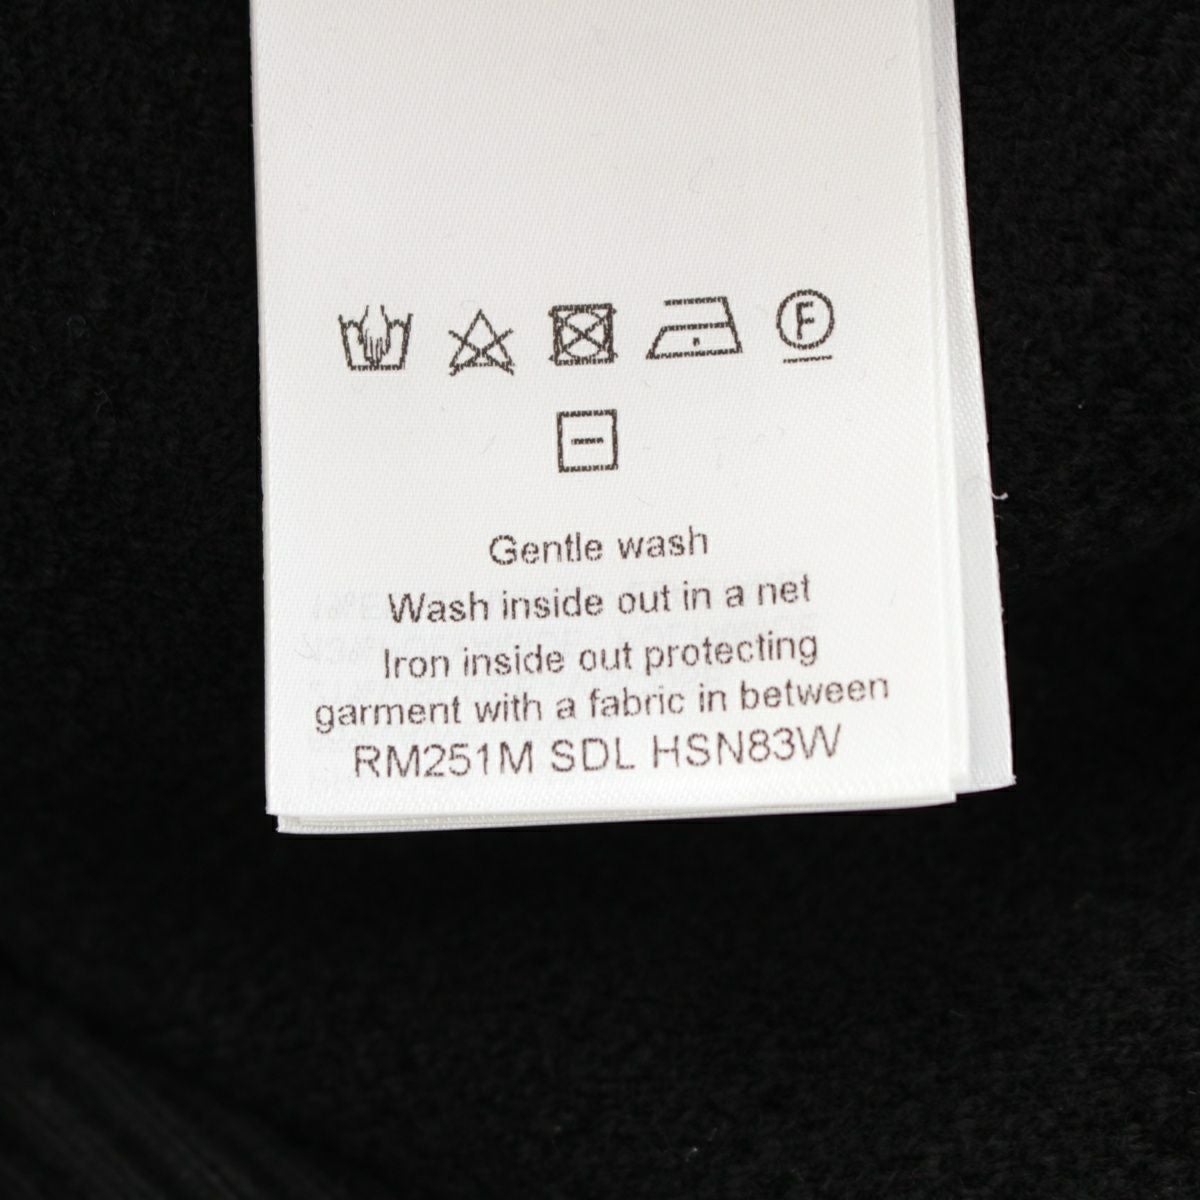 F
Gentle wash
Wash inside out in a net
Iron inside out protecting
garment with a fabric in between
RM251M SDL HSN83W